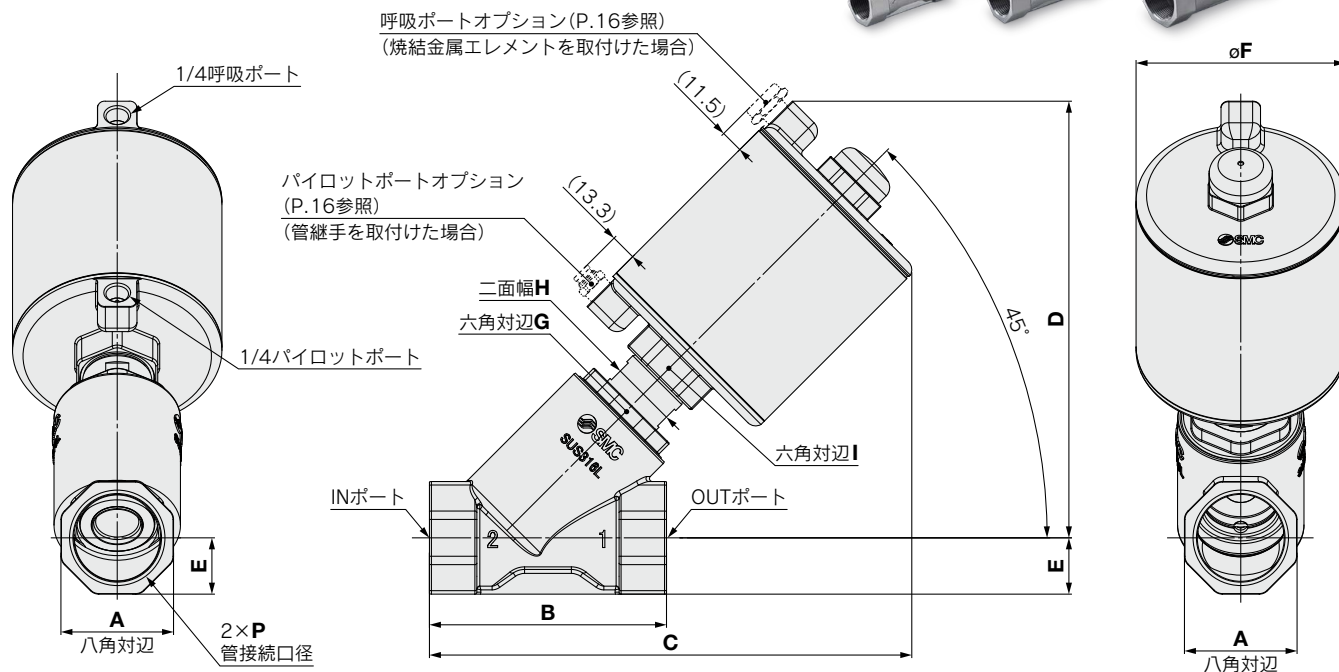 呼吸ポートオプション(P.16参照)
(焼結金属エレメントを取付けた場合)
1/4呼吸ポート
(11.5)
パイロットポートオプション
(P.16参照)
(管継手を取付けた場合)
(13.3)
二面幅H
六角対辺G
1/4パイロットポート
45°
D
øF
SMC
SMC
SUS316L
六角対辺I
INポート
OUTポート
2
1
E
E
A
八角対辺
2×P
管接続口径
B
C
A
八角対辺